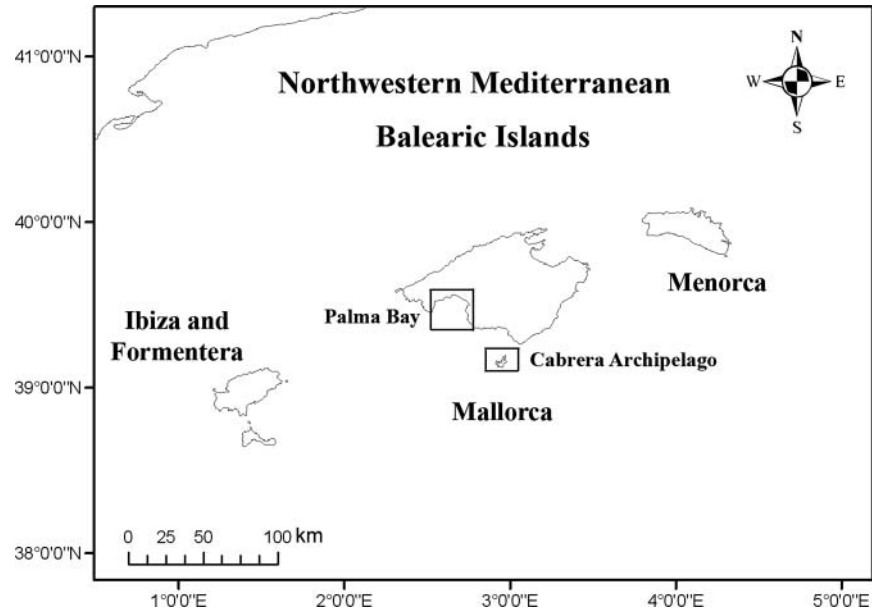 41°0'0"N
Northwestern Mediterranean
Balearic Islands
N
W
E
S
40°0'0"N
Menorca
Palma Bay
Ibiza and
Formentera
Cabrera Archipelago
39°0'0"N
Mallorca
0 25 50 100 km
38°0'0"N
1°0'0"E 2°0'0"E 3°0'0"E 4°0'0"E 5°0'0"E